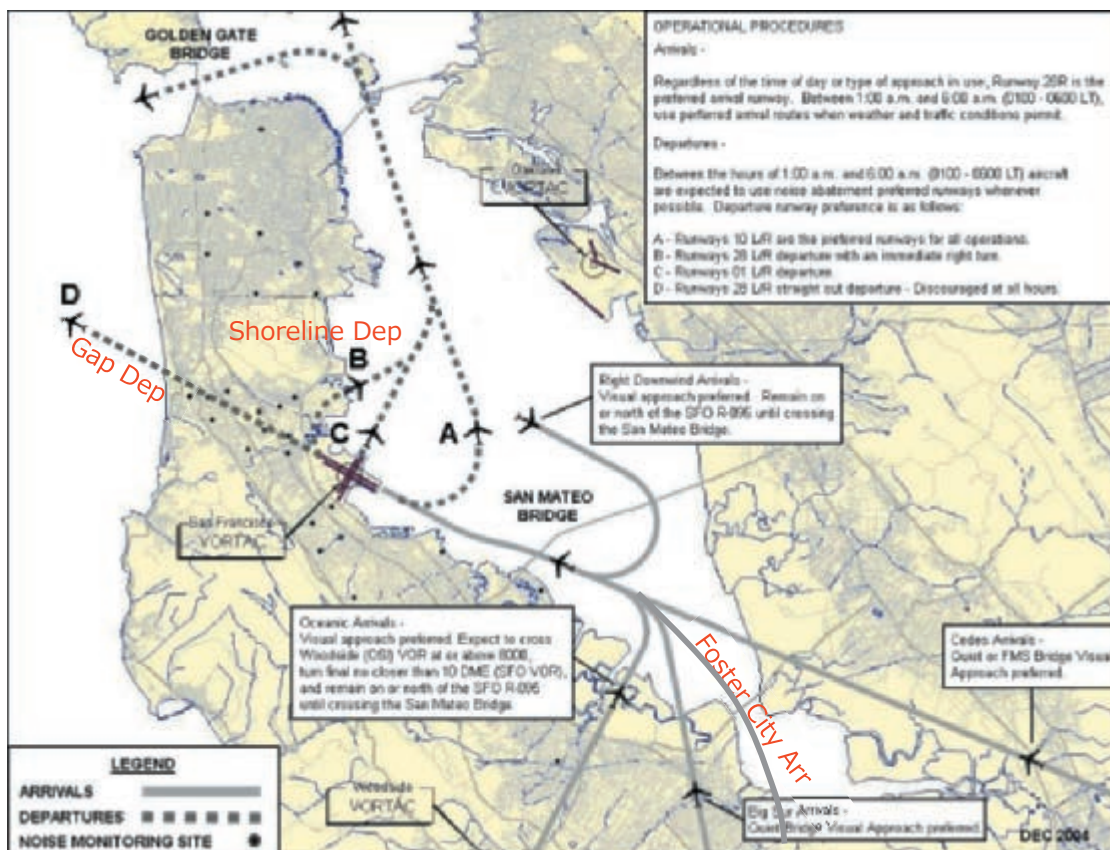 GOLDEN GATE
BRIDGE
OPERATIONAL PROCEDURES
Arrivals -
Regardless of the time of day or type of approach in use, Runway 28R is the
preferred arrival runway. Between 1:00 a.m. and 6:00 a.m. (0100 - 0600 LT),
use preferred arrival routes when weather and traffic conditions permit.
Departures -
Between the hours of 1:00 a.m. and 6:00 a.m. (0100 - 0600 LT) aircraft
are expected to use noise abatement preferred runways whenever
possible. Departure runway preference is as follows:
A - Runways 10 L/R are the preferred runways for all operations.
B - Runways 28 L/R departure with an immediate right turn.
C - Runways 01 L/R departure.
D - Runways 28 L/R straight out departure - Discouraged at all hours.
Oakland
VORTAC
D
Gap Dep
Shoreline Dep
B
C
A
Right Downwind Arrivals -
Visual approach preferred - Remain on
or north of the SFO R-095 until crossing
the San Mateo Bridge.
San Francisco
VORTAC
SAN MATEO
BRIDGE
Oceanic Arrivals -
Visual approach preferred. Expect to cross
Woodside (OSI) VOR at or above 8000,
turn final no closer than 10 DME (SFO VOR),
and remain on or north of the SFO R-095
until crossing the San Mateo Bridge
Foster City Arr
Cedes Arrivals -
Quiet or FMS Bridge Visual
Approach preferred.
Woodside
VORTAC
Big Sur Arrivals -
Quiet Bridge Visual Approach preferred.
LEGEND
ARRIVALS
DEPARTURES
NOISE MONITORING SITE
DEC 2004